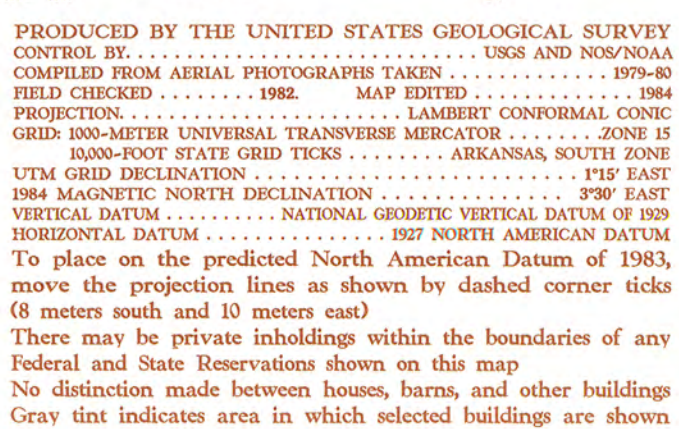 PRODUCED BY THE UNITED STATES GEOLOGICAL SURVEY
CONTROL BY. . . . . . . . . . . . . . . . . . . . . . . . . . . . . . . . USGS AND NOS/NOAA
COMPILED FROM AERIAL PHOTOGRAPHS TAKEN . . . . . . . . . . . . 1979-80
FIELD CHECKED . . . . . . . . 1982. MAP EDITED . . . . . . . . . . . . . 1984
PROJECTION. . . . . . . . . . . . . . . . . . . . . . . . LAMBERT CONFORMAL CONIC
GRID: 1000-METER UNIVERSAL TRANSVERSE MERCATOR . . . . . . . .ZONE 15
10,000-FOOT STATE GRID TICKS . . . . . . . . ARKANSAS, SOUTH ZONE
UTM GRID DECLINATION . . . . . . . . . . . . . . . . . . . . . . . . . . . . . 1°15′ EAST
1984 MAGNETIC NORTH DECLINATION . . . . . . . . . . . . . . . . 3°30′ EAST
VERTICAL DATUM . . . . . . . . . . NATIONAL GEODETIC VERTICAL DATUM OF 1929
HORIZONTAL DATUM . . . . . . . . . . . . . . . 1927 NORTH AMERICAN DATUM
To place on the predicted North American Datum of 1983,
move the projection lines as shown by dashed corner ticks
(8 meters south and 10 meters east)
There may be private inholdings within the boundaries of any
Federal and State Reservations shown on this map
No distinction made between houses, barns, and other buildings
Gray tint indicates area in which selected buildings are shown